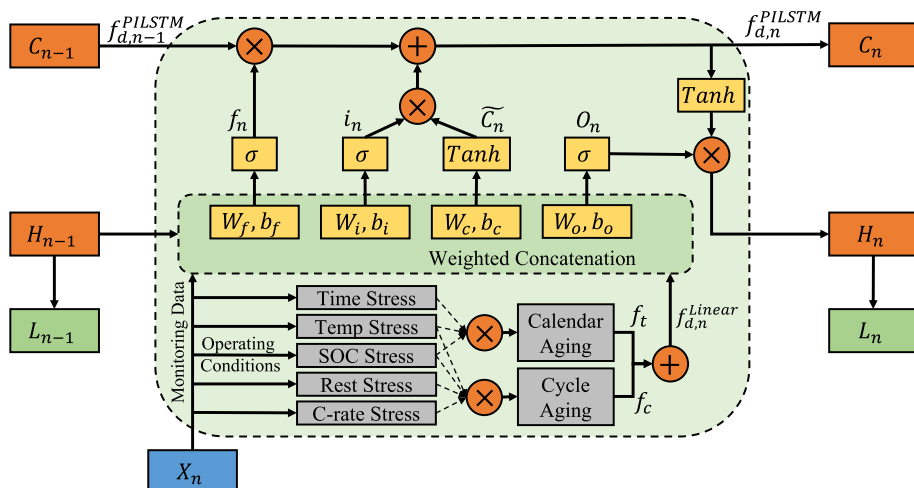 f_{d,n-1}^{PILSTM}
f_{d,n}^{PILSTM}
C_{n-1}
C_n
Tanh
f_n
i_n
\widetilde{C_n}
O_n
σ
σ
Tanh
σ
W_f, b_f
W_i, b_i
W_c, b_c
W_o, b_o
H_{n-1}
H_n
Weighted Concatenation
Monitoring Data
Time Stress
Temp Stress
Operating
Conditions
SOC Stress
Rest Stress
C-rate Stress
Calendar
Aging
Cycle
Aging
f_t
f_c
f_{d,n}^{Linear}
L_{n-1}
L_n
X_n